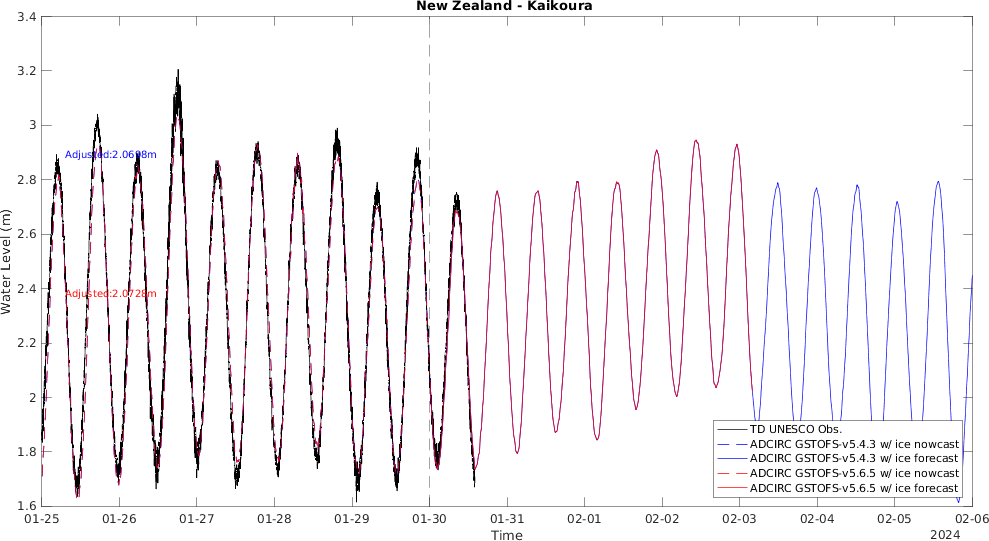 New Zealand - Kaikoura
Water Level (m)
3.4
3.2
3
2.8
2.6
2.4
2.2
2
1.8
1.6
Adjusted:2.0698m
Adjusted:2.0728m
TD UNESCO Obs.
ADCIRC GSTOFS-v5.4.3 w/ ice nowcast
ADCIRC GSTOFS-v5.4.3 w/ ice forecast
ADCIRC GSTOFS-v5.6.5 w/ ice nowcast
ADCIRC GSTOFS-v5.6.5 w/ ice forecast
01-25 01-26 01-27 01-28 01-29 01-30 01-31 02-01 02-02 02-03 02-04 02-05 02-06
Time
2024